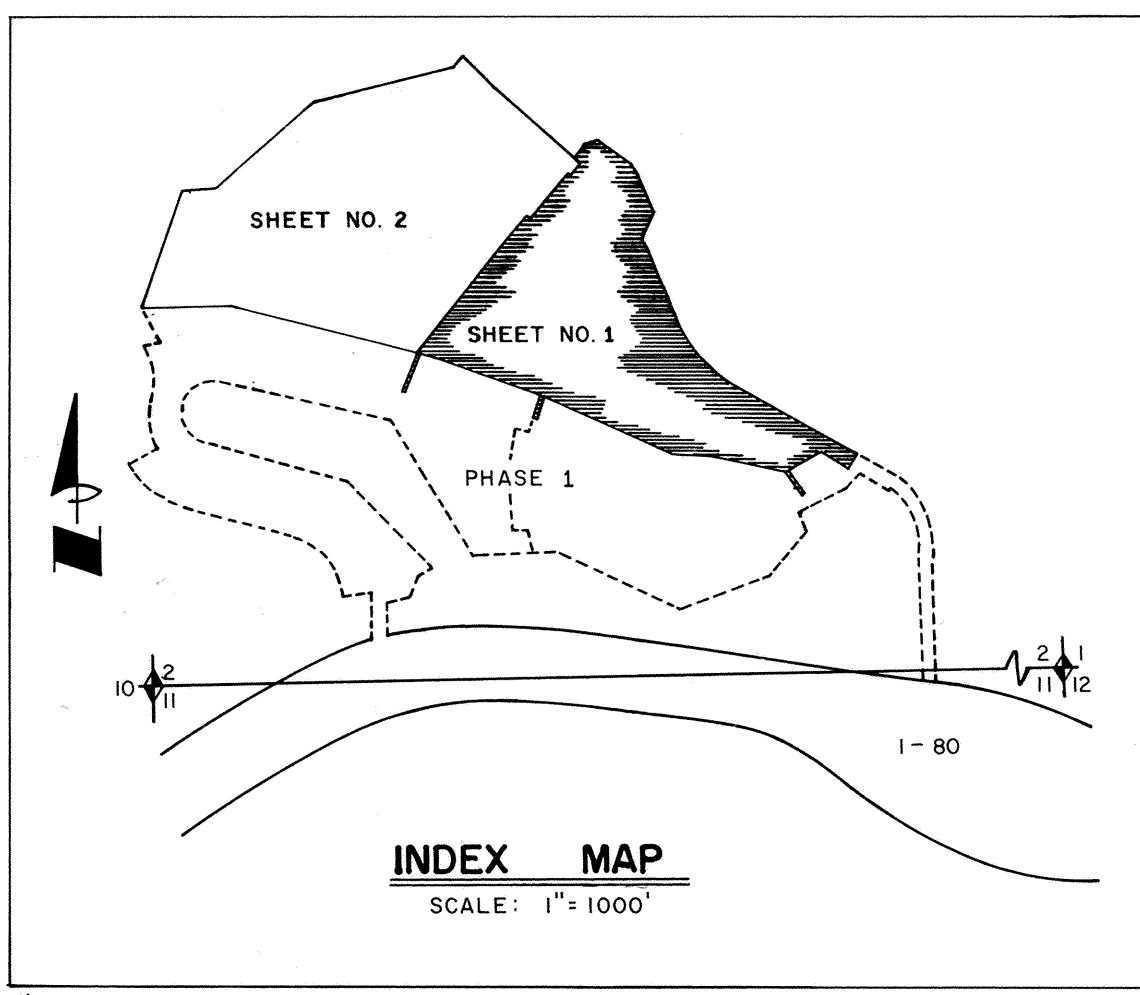 SHEET NO. 2
SHEET NO. 1
PHASE 1
N
2 1
10 11
2
11 12
I-80
INDEX MAP
SCALE: 1"=1000'